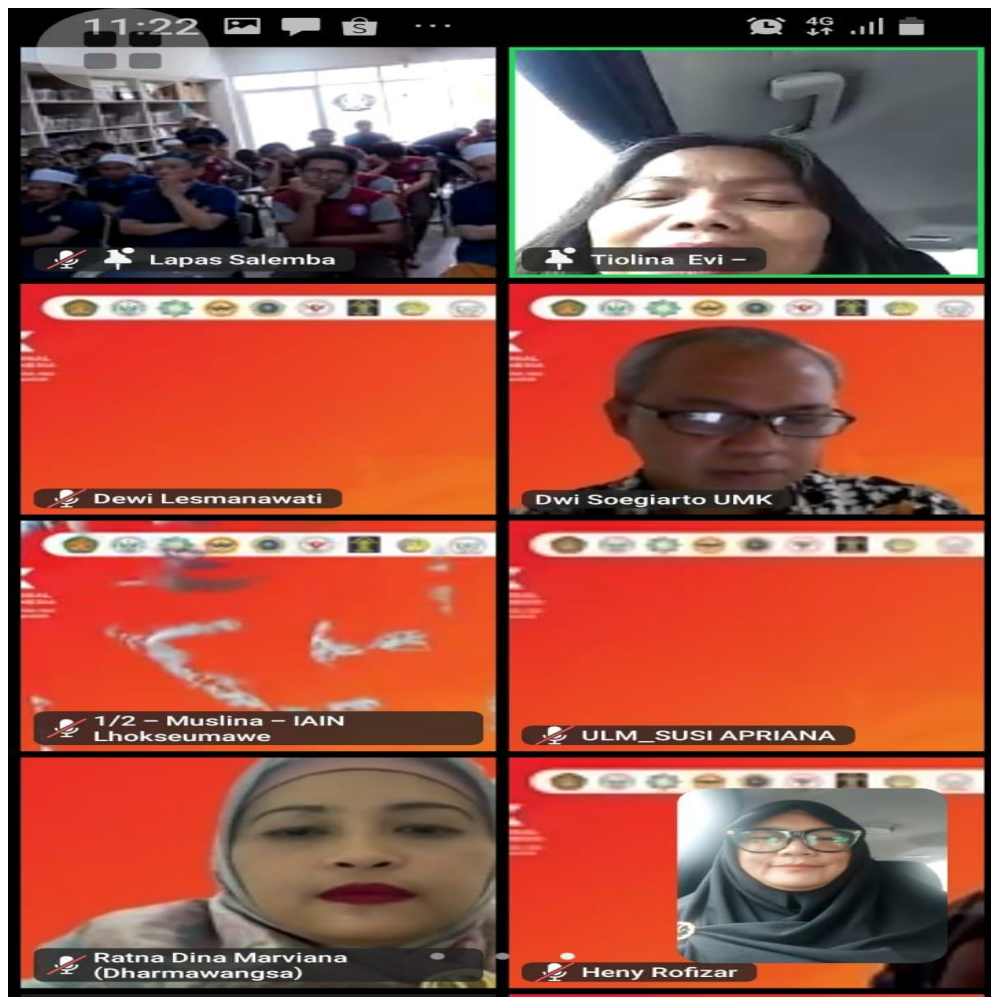 11:22
4G
Lapas Salemba
Tiolina Evi –
Dewi Lesmanawati
Dwi Soegiarto UMK
1/2 – Muslina – IAIN
Lhokseumawe
ULM_SUSI APRIANA
Ratna Dina Marviana
(Dharmawangsa)
Heny Rofizar